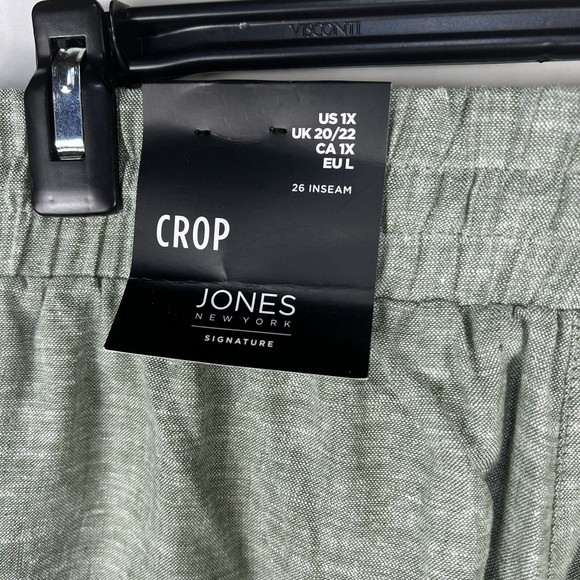 VISCONTI
US 1X
UK 20/22
CA 1X
EU L
26 INSEAM
CROP
JONES
NEW YORK
SIGNATURE